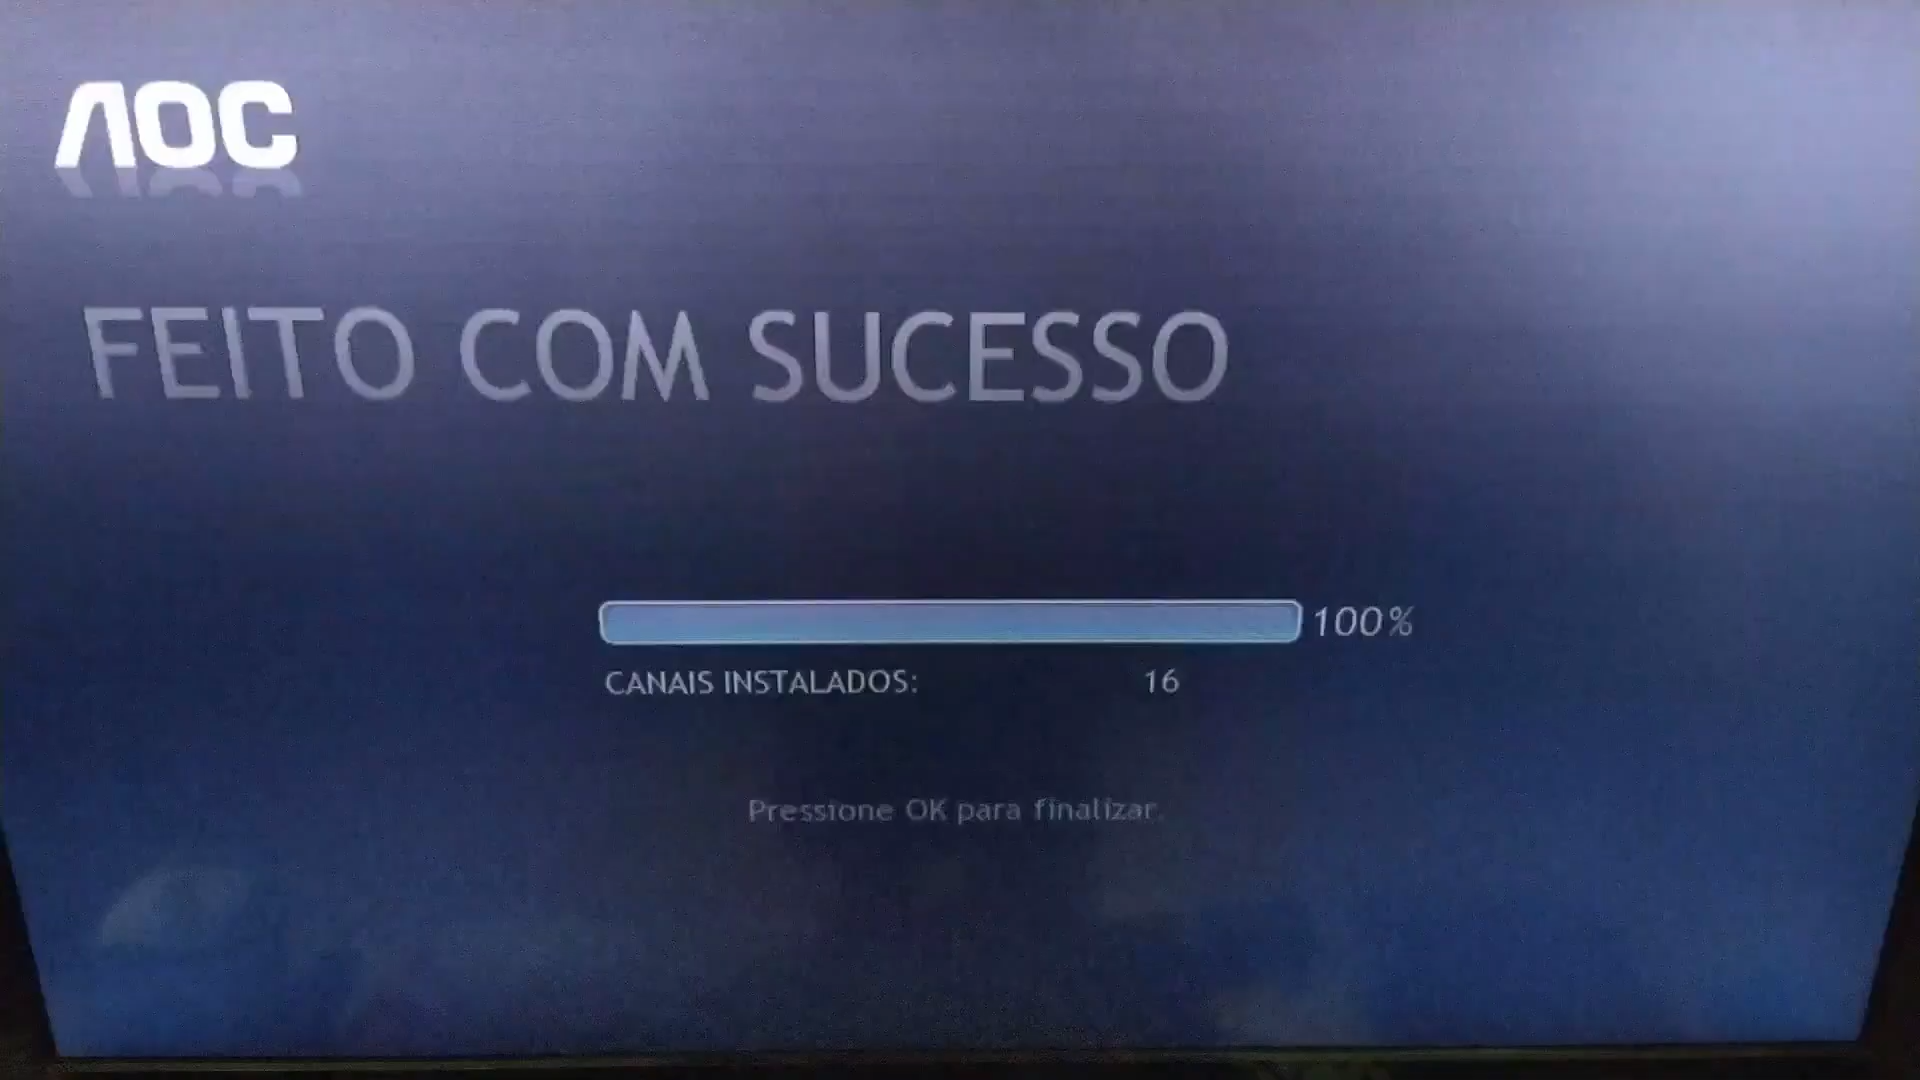 AOC
FEITO COM SUCESSO
100%
CANAIS INSTALADOS: 16
Pressione OK para finalizar.